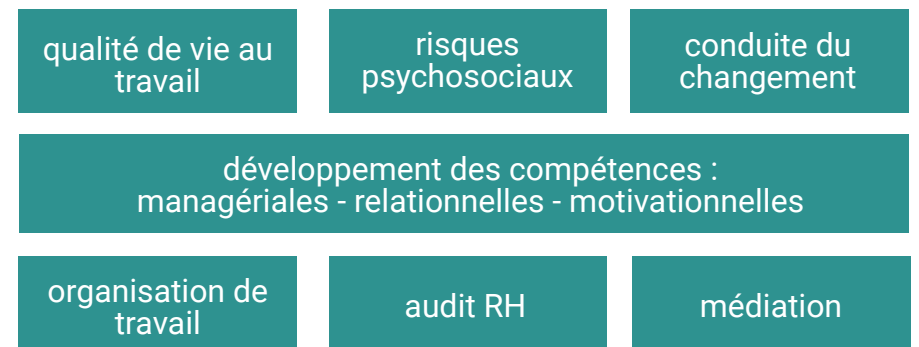 qualité de vie au
travail
risques
psychosociaux
conduite du
changement
développement des compétences :
managériales - relationnelles - motivationnelles
organisation de
travail
audit RH
médiation